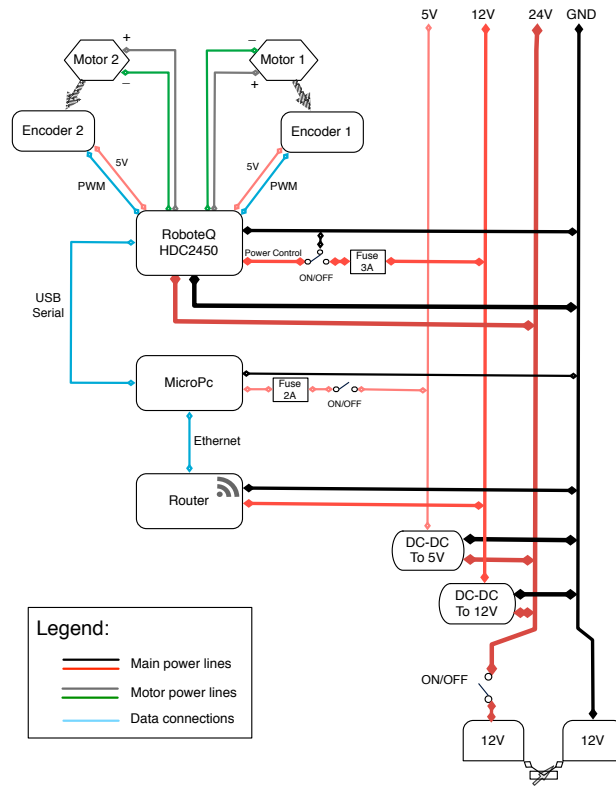 5V
12V
24V
GND
+
–
Motor 2
Motor 1
–
+
Encoder 2
Encoder 1
5V
5V
PWM
PWM
RoboteQ
HDC2450
Power Control
Fuse
3A
ON/OFF
USB
Serial
MicroPc
Fuse
2A
ON/OFF
Ethernet
Router
DC-DC
To 5V
DC-DC
To 12V
Legend:
Main power lines
Motor power lines
Data connections
ON/OFF
12V
12V